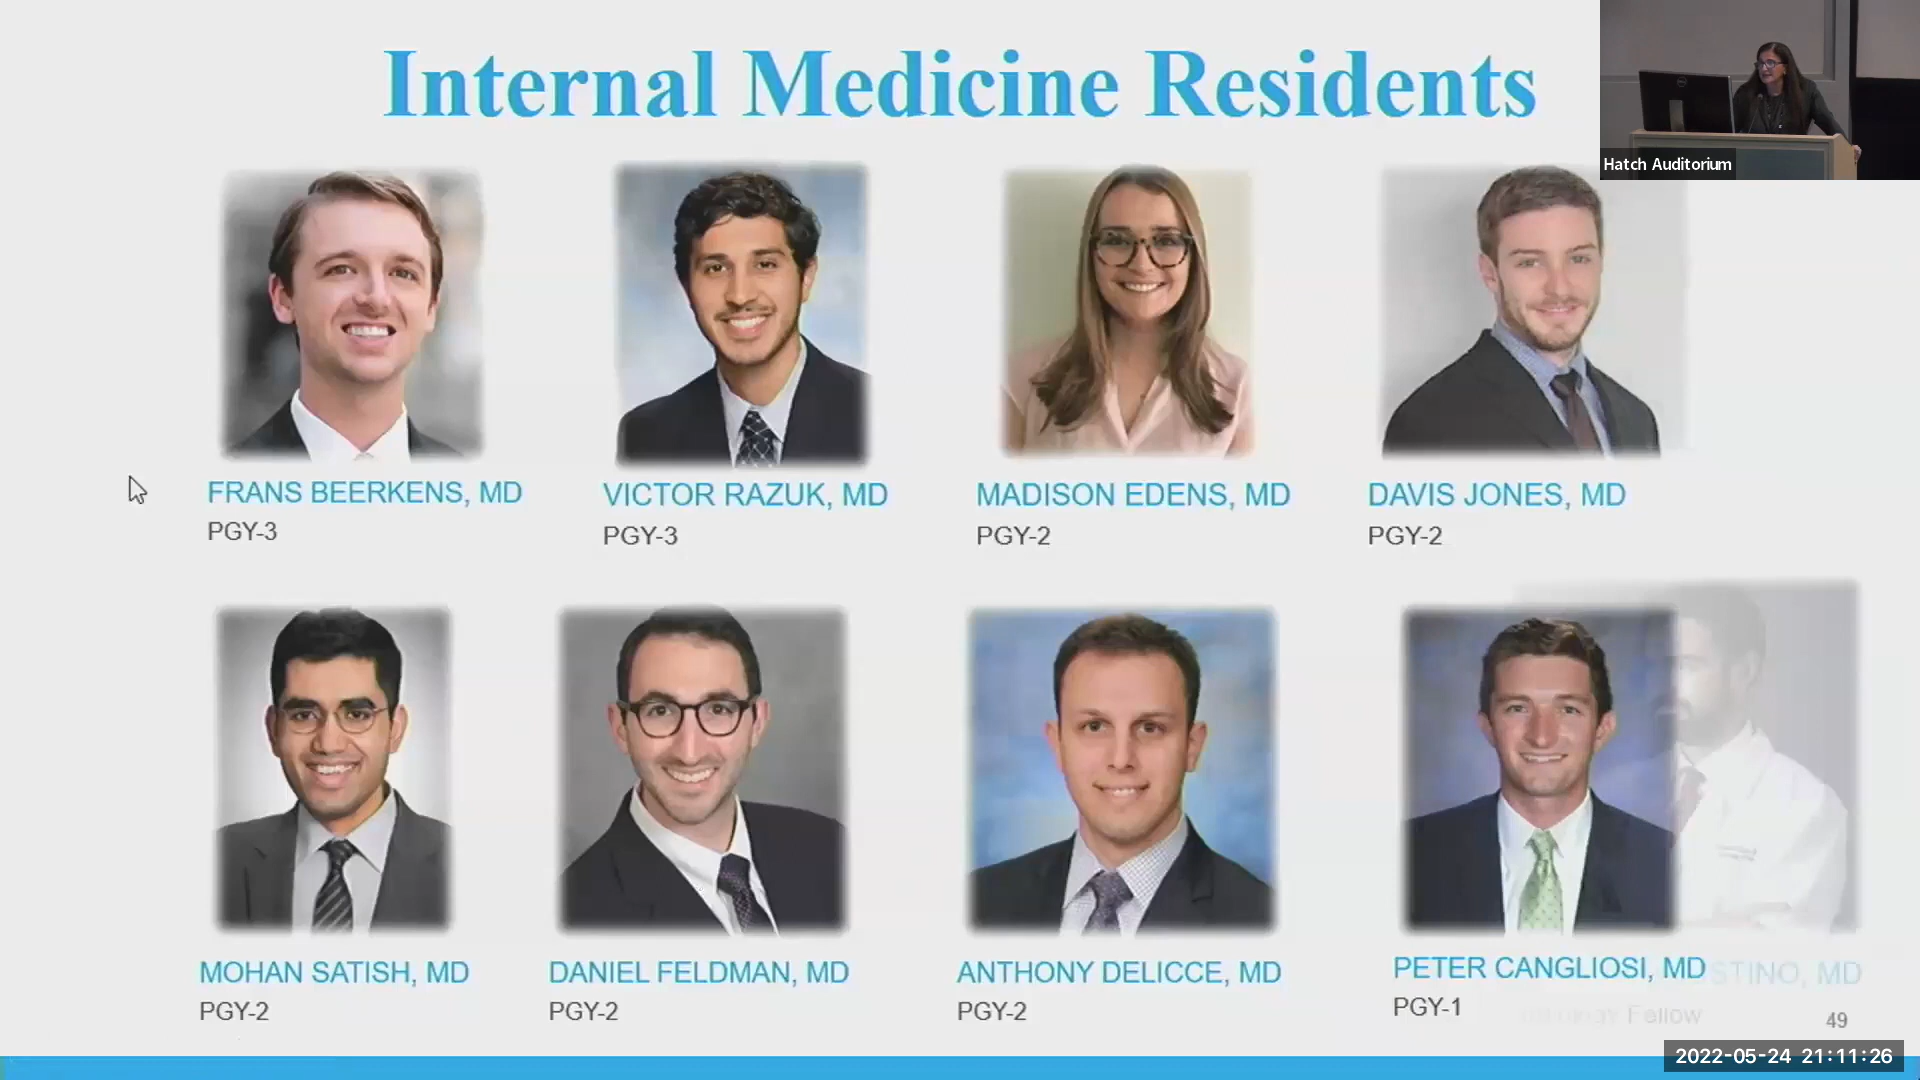 Internal Medicine Residents
Hatch Auditorium
FRANS BEERKENS, MD
PGY-3
VICTOR RAZUK, MD
PGY-3
MADISON EDENS, MD
PGY-2
DAVIS JONES, MD
PGY-2
MOHAN SATISH, MD
PGY-2
DANIEL FELDMAN, MD
PGY-2
ANTHONY DELICCE, MD
PGY-2
PETER CANGLIOSI, MD
PGY-1
MD
Fellow
49
2022-05-24 21:11:26